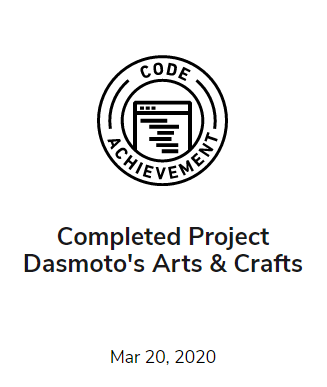 CODE
ACHIEVEMENT
Completed Project
Dasmoto's Arts & Crafts
Mar 20, 2020